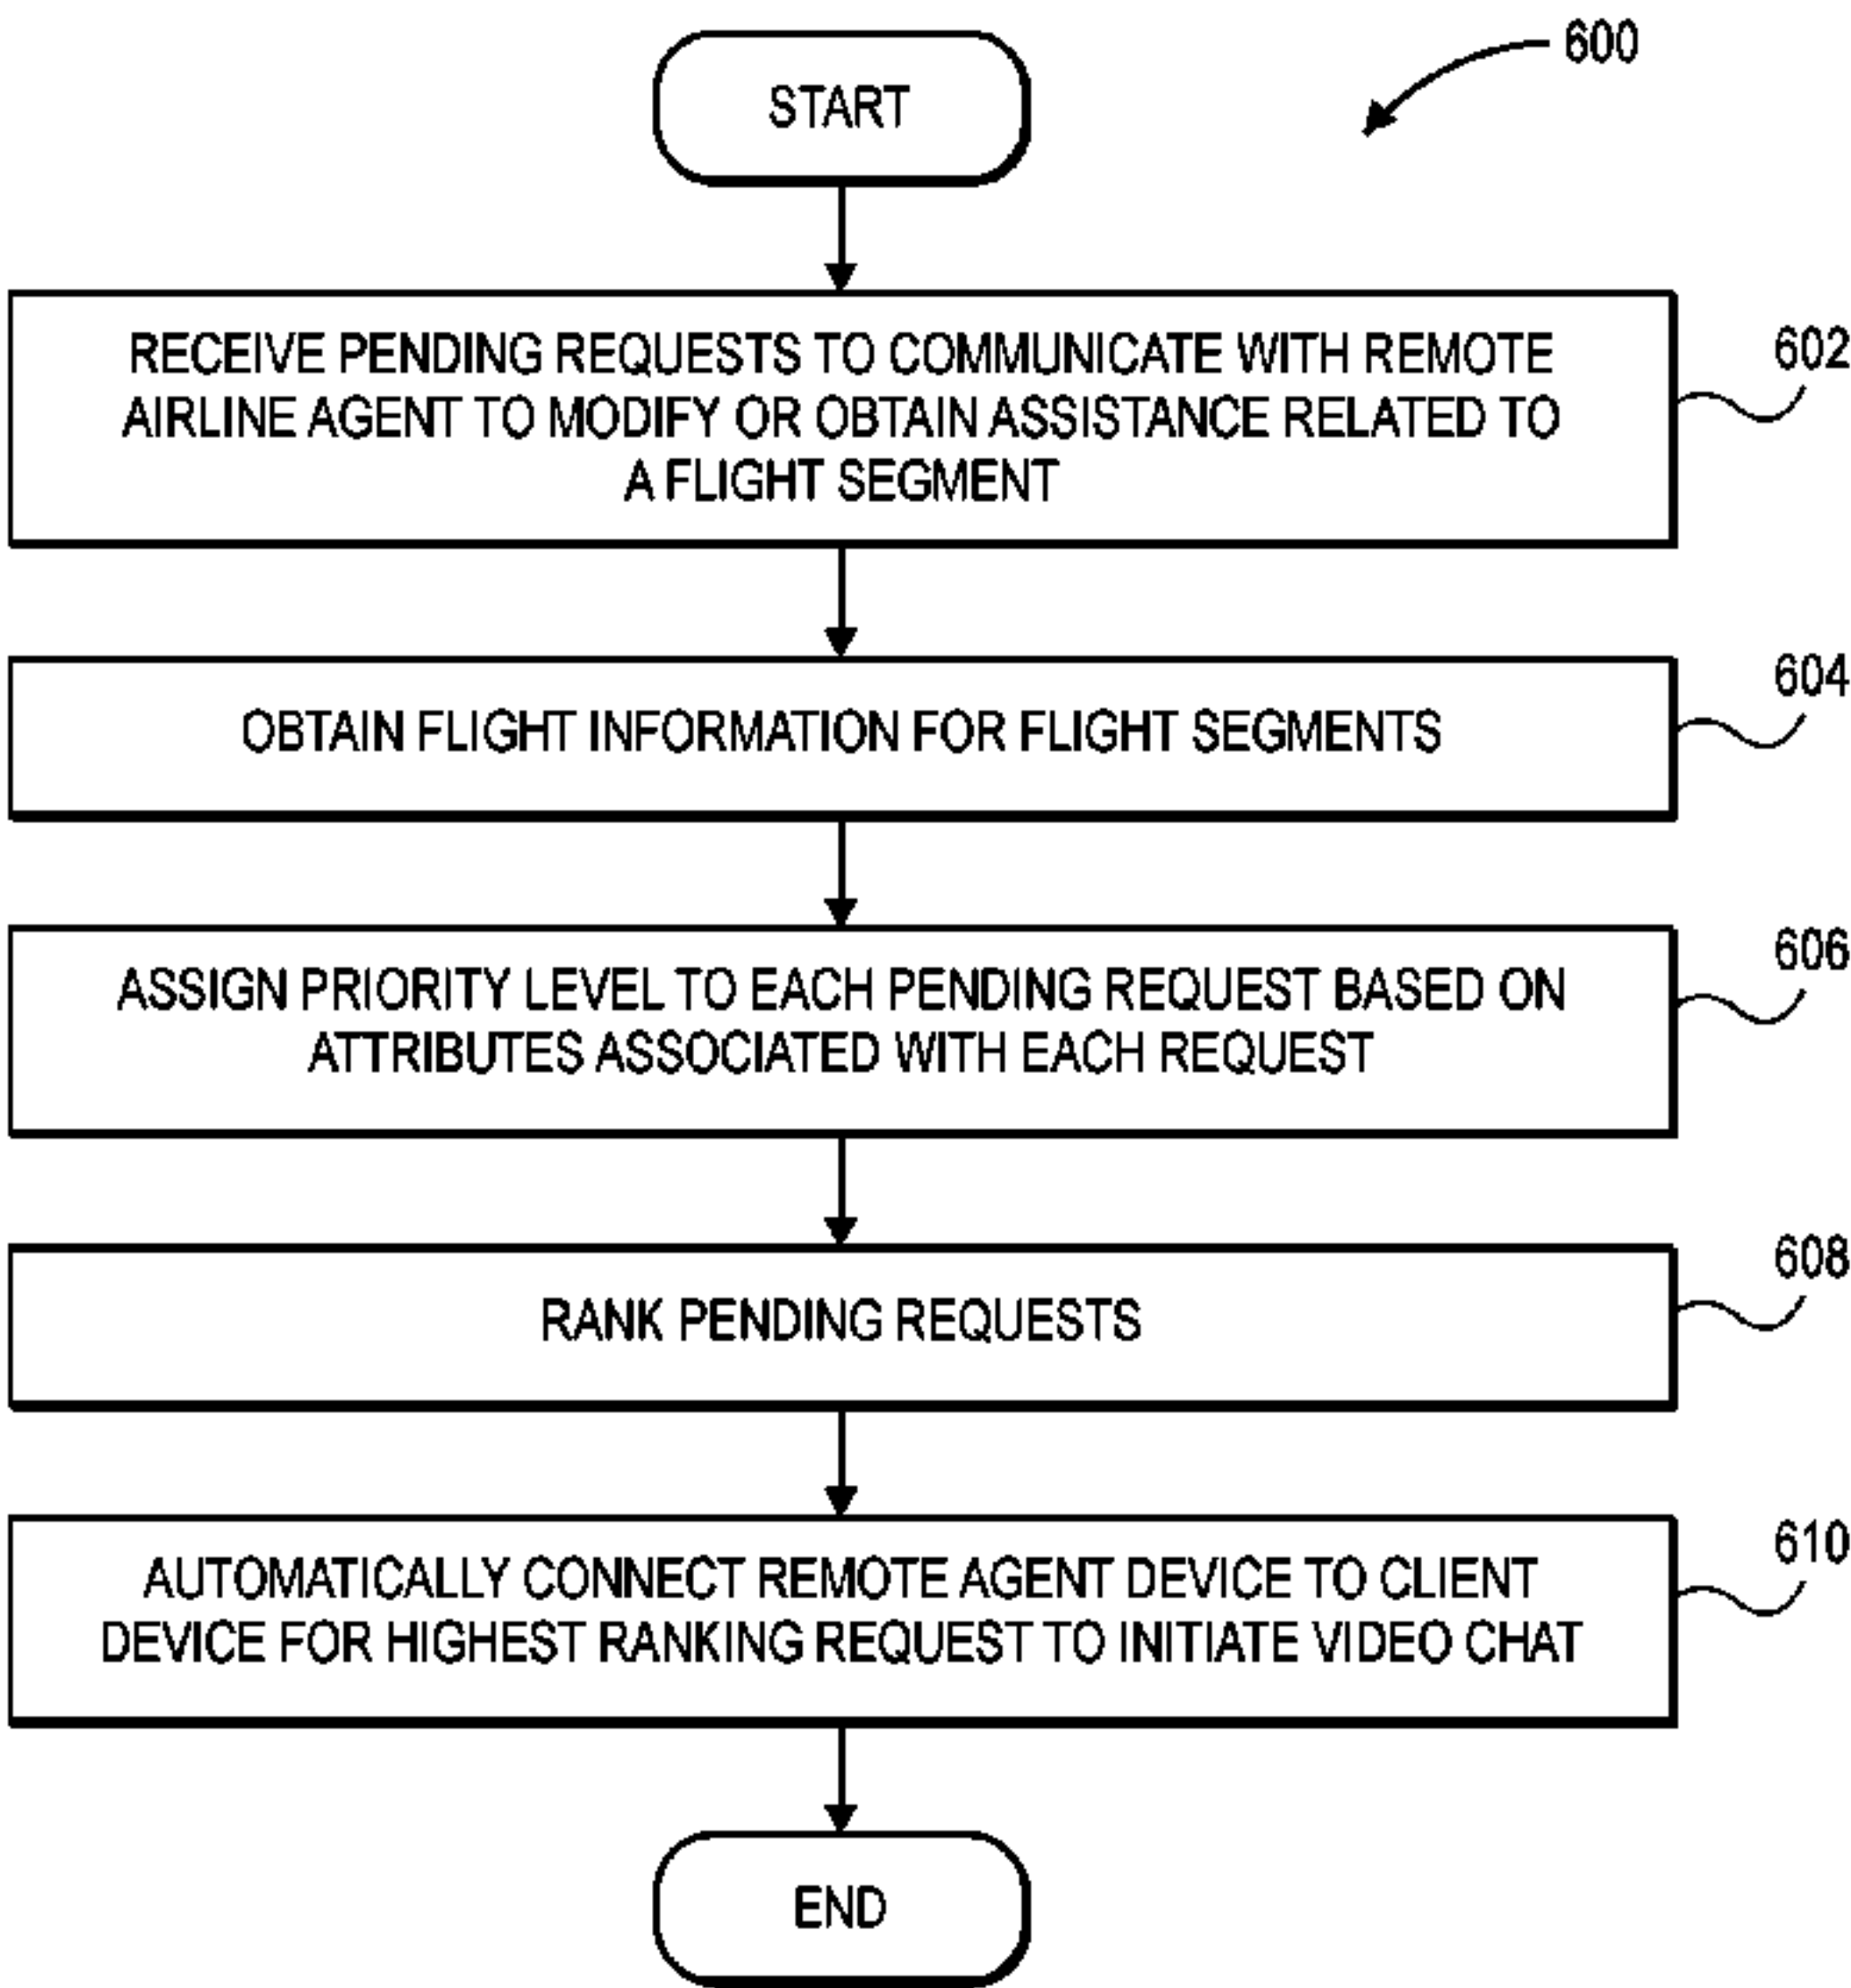 600
START
RECEIVE PENDING REQUESTS TO COMMUNICATE WITH REMOTE
AIRLINE AGENT TO MODIFY OR OBTAIN ASSISTANCE RELATED TO
A FLIGHT SEGMENT
602
OBTAIN FLIGHT INFORMATION FOR FLIGHT SEGMENTS
604
ASSIGN PRIORITY LEVEL TO EACH PENDING REQUEST BASED ON
ATTRIBUTES ASSOCIATED WITH EACH REQUEST
606
RANK PENDING REQUESTS
608
AUTOMATICALLY CONNECT REMOTE AGENT DEVICE TO CLIENT
DEVICE FOR HIGHEST RANKING REQUEST TO INITIATE VIDEO CHAT
610
END